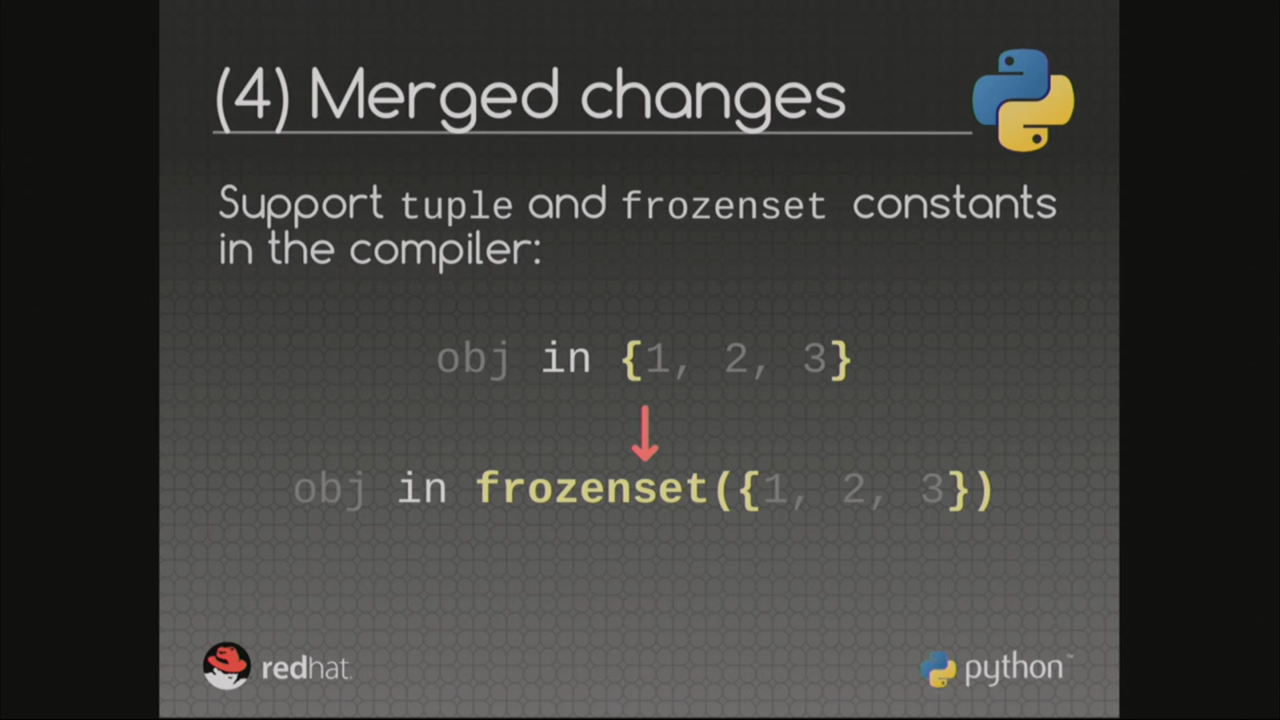 (4) Merged changes
Support tuple and frozenset constants
in the compiler:
obj in {1, 2, 3}
obj in frozenset({1, 2, 3})
redhat.
python™